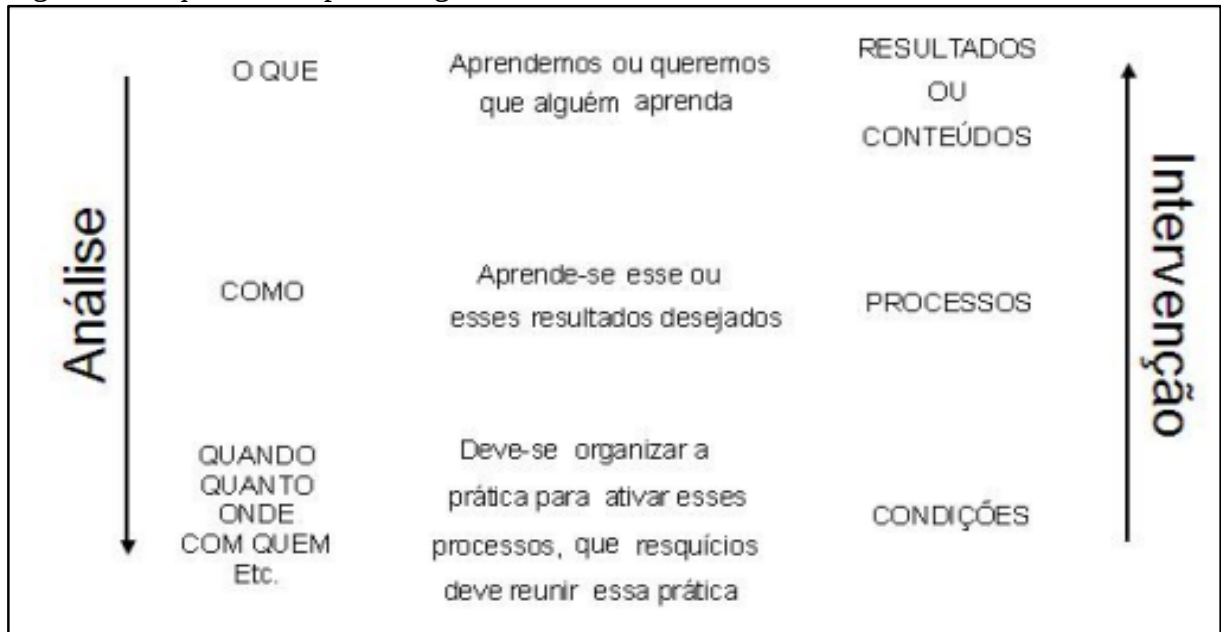 Análise
O QUE
Aprendemos ou queremos
que alguém aprenda
RESULTADOS
OU
CONTEÚDOS
COMO
Aprende-se esse ou
esses resultados desejados
PROCESSOS
QUANDO
QUANTO
ONDE
COM QUEM
Etc.
Deve-se organizar a
prática para ativar esses
processos, que resquícios
deve reunir essa prática
CONDIÇÕES
Intervenção